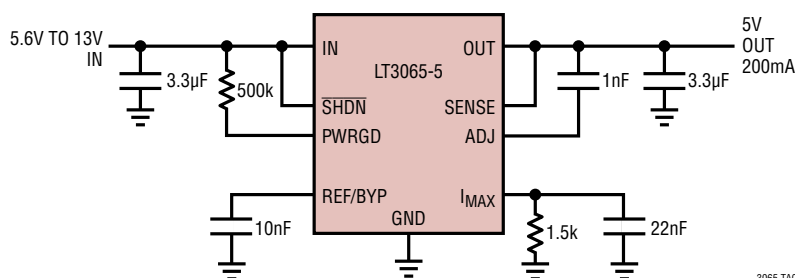 5.6V TO 13V
IN
3.3µF
500k
IN
SHDN
PWRGD
REF/BYP
GND
LT3065-5
OUT
SENSE
ADJ
IMAX
1nF
3.3µF
5V
OUT
200mA
10nF
1.5k
22nF